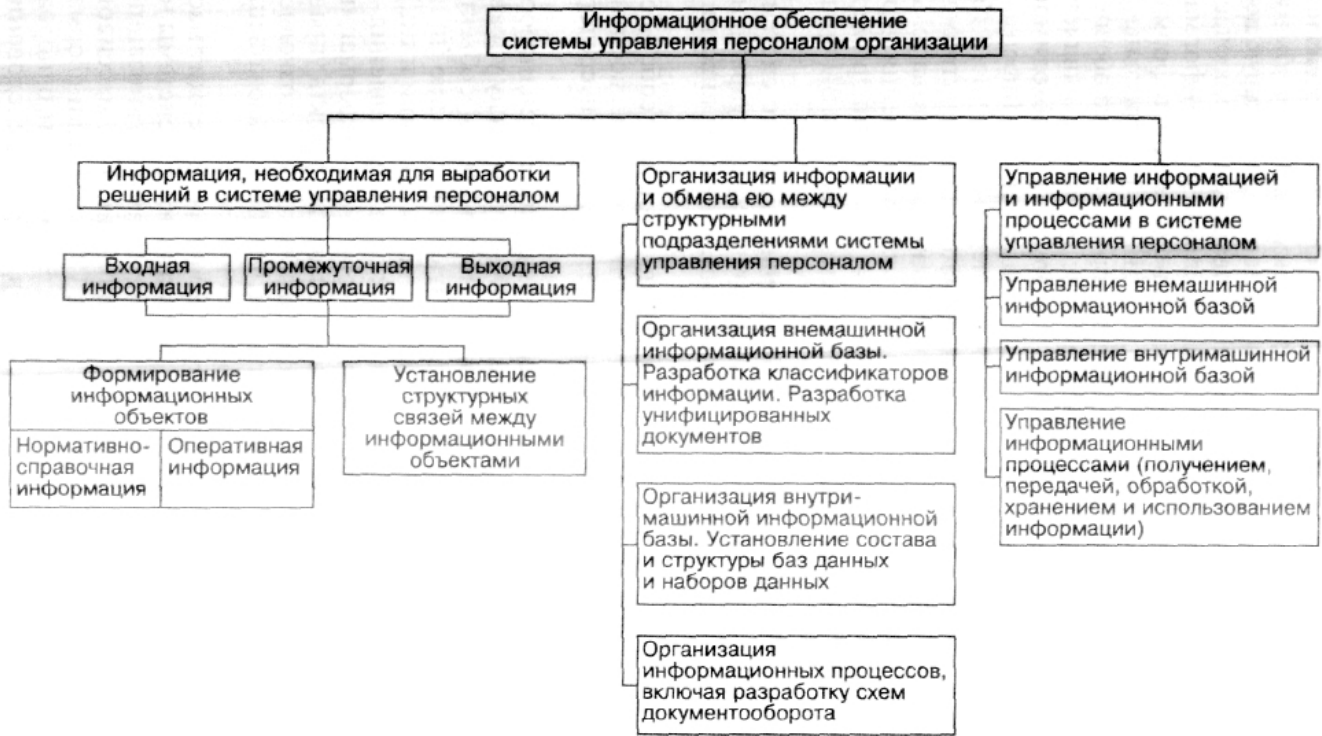 Информационное обеспечение
системы управления персоналом организации
Информация, необходимая для выработки
решений в системе управления персоналом
Входная
информация
Промежуточная
информация
Выходная
информация
Формирование
информационных
объектов
Нормативно-
справочная
информация
Оперативная
информация
Установление
структурных
связей между
информационными
объектами
Организация информации
и обмена ею между
структурными
подразделениями системы
управления персоналом
Организация внемашинной
информационной базы.
Разработка классификаторов
информации. Разработка
унифицированных
документов
Организация внутри-
машинной информационной
базы. Установление состава
и структуры баз данных
и наборов данных
Организация
информационных процессов,
включая разработку схем
документооборота
Управление информацией
и информационными
процессами в системе
управления персоналом
Управление внемашинной
информационной базой
Управление внутримашинной
информационной базой
Управление
информационными
процессами (получением,
передачей, обработкой,
хранением и использованием
информации)